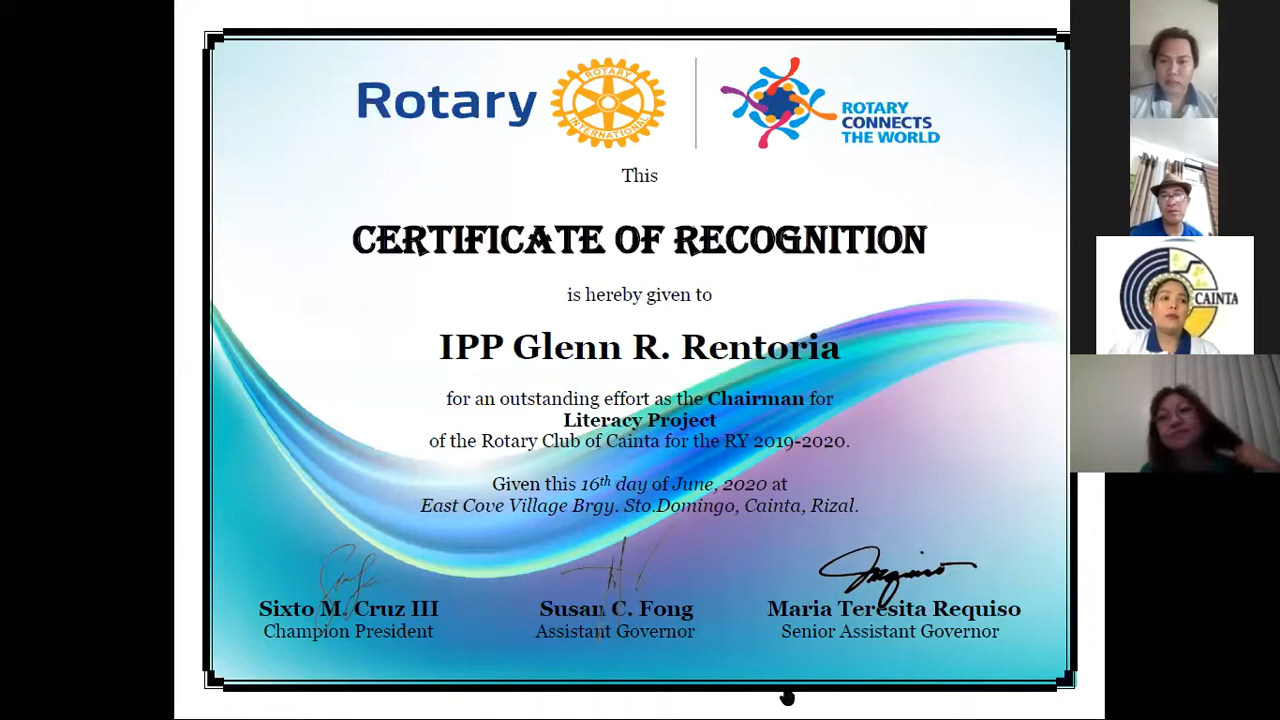 Rotary
ROTARY
INTERNATIONAL
ROTARY
CONNECTS
THE WORLD
This
CERTIFICATE OF RECOGNITION
is hereby given to
IPP Glenn R. Rentoria
for an outstanding effort as the Chairman for
Literacy Project
of the Rotary Club of Cainta for the RY 2019-2020.
Given this 16th day of June, 2020 at
East Cove Village Brgy. Sto.Domingo, Cainta, Rizal.
Sixto M. Cruz III
Champion President
Susan C. Fong
Assistant Governor
Maria Teresita Requiso
Senior Assistant Governor
CAINTA